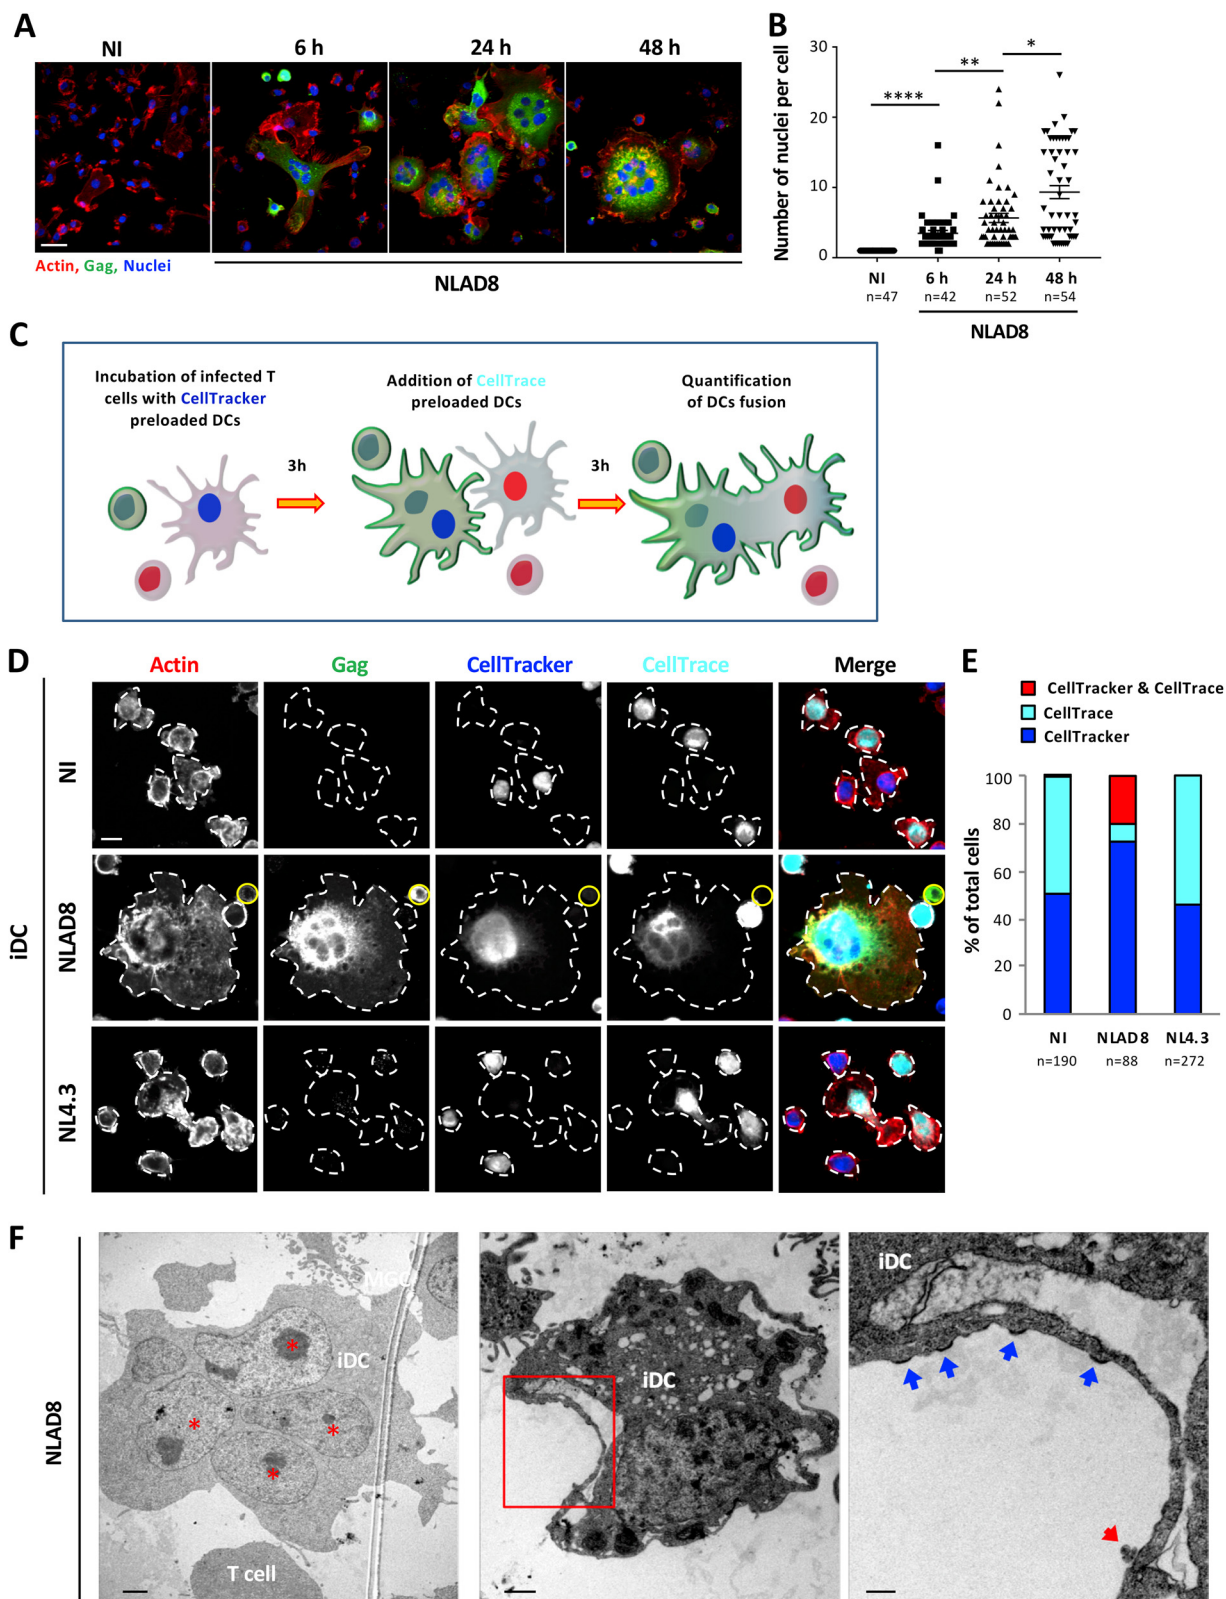 A
NI
6 h
24 h
48 h
Actin, Gag, Nuclei
NLAD8
B
Number of nuclei per cell
30
20
10
0
****
**
*
NI
6 h
24 h
48 h
n=47
n=42
n=52
n=54
NLAD8
C
Incubation of infected T
cells with CellTracker
preloaded DCs
3h
Addition of CellTrace
preloaded DCs
3h
Quantification
of DCs fusion
D
Actin
Gag
CellTracker
CellTrace
Merge
iDC
NI
NLAD8
NL4.3
E
CellTracker & CellTrace
CellTrace
CellTracker
% of total cells
100
80
60
40
20
0
NI
NLAD8
NL4.3
n=190
n=88
n=272
F
NLAD8
MGC
iDC
* * * *
T cell
iDC
iDC